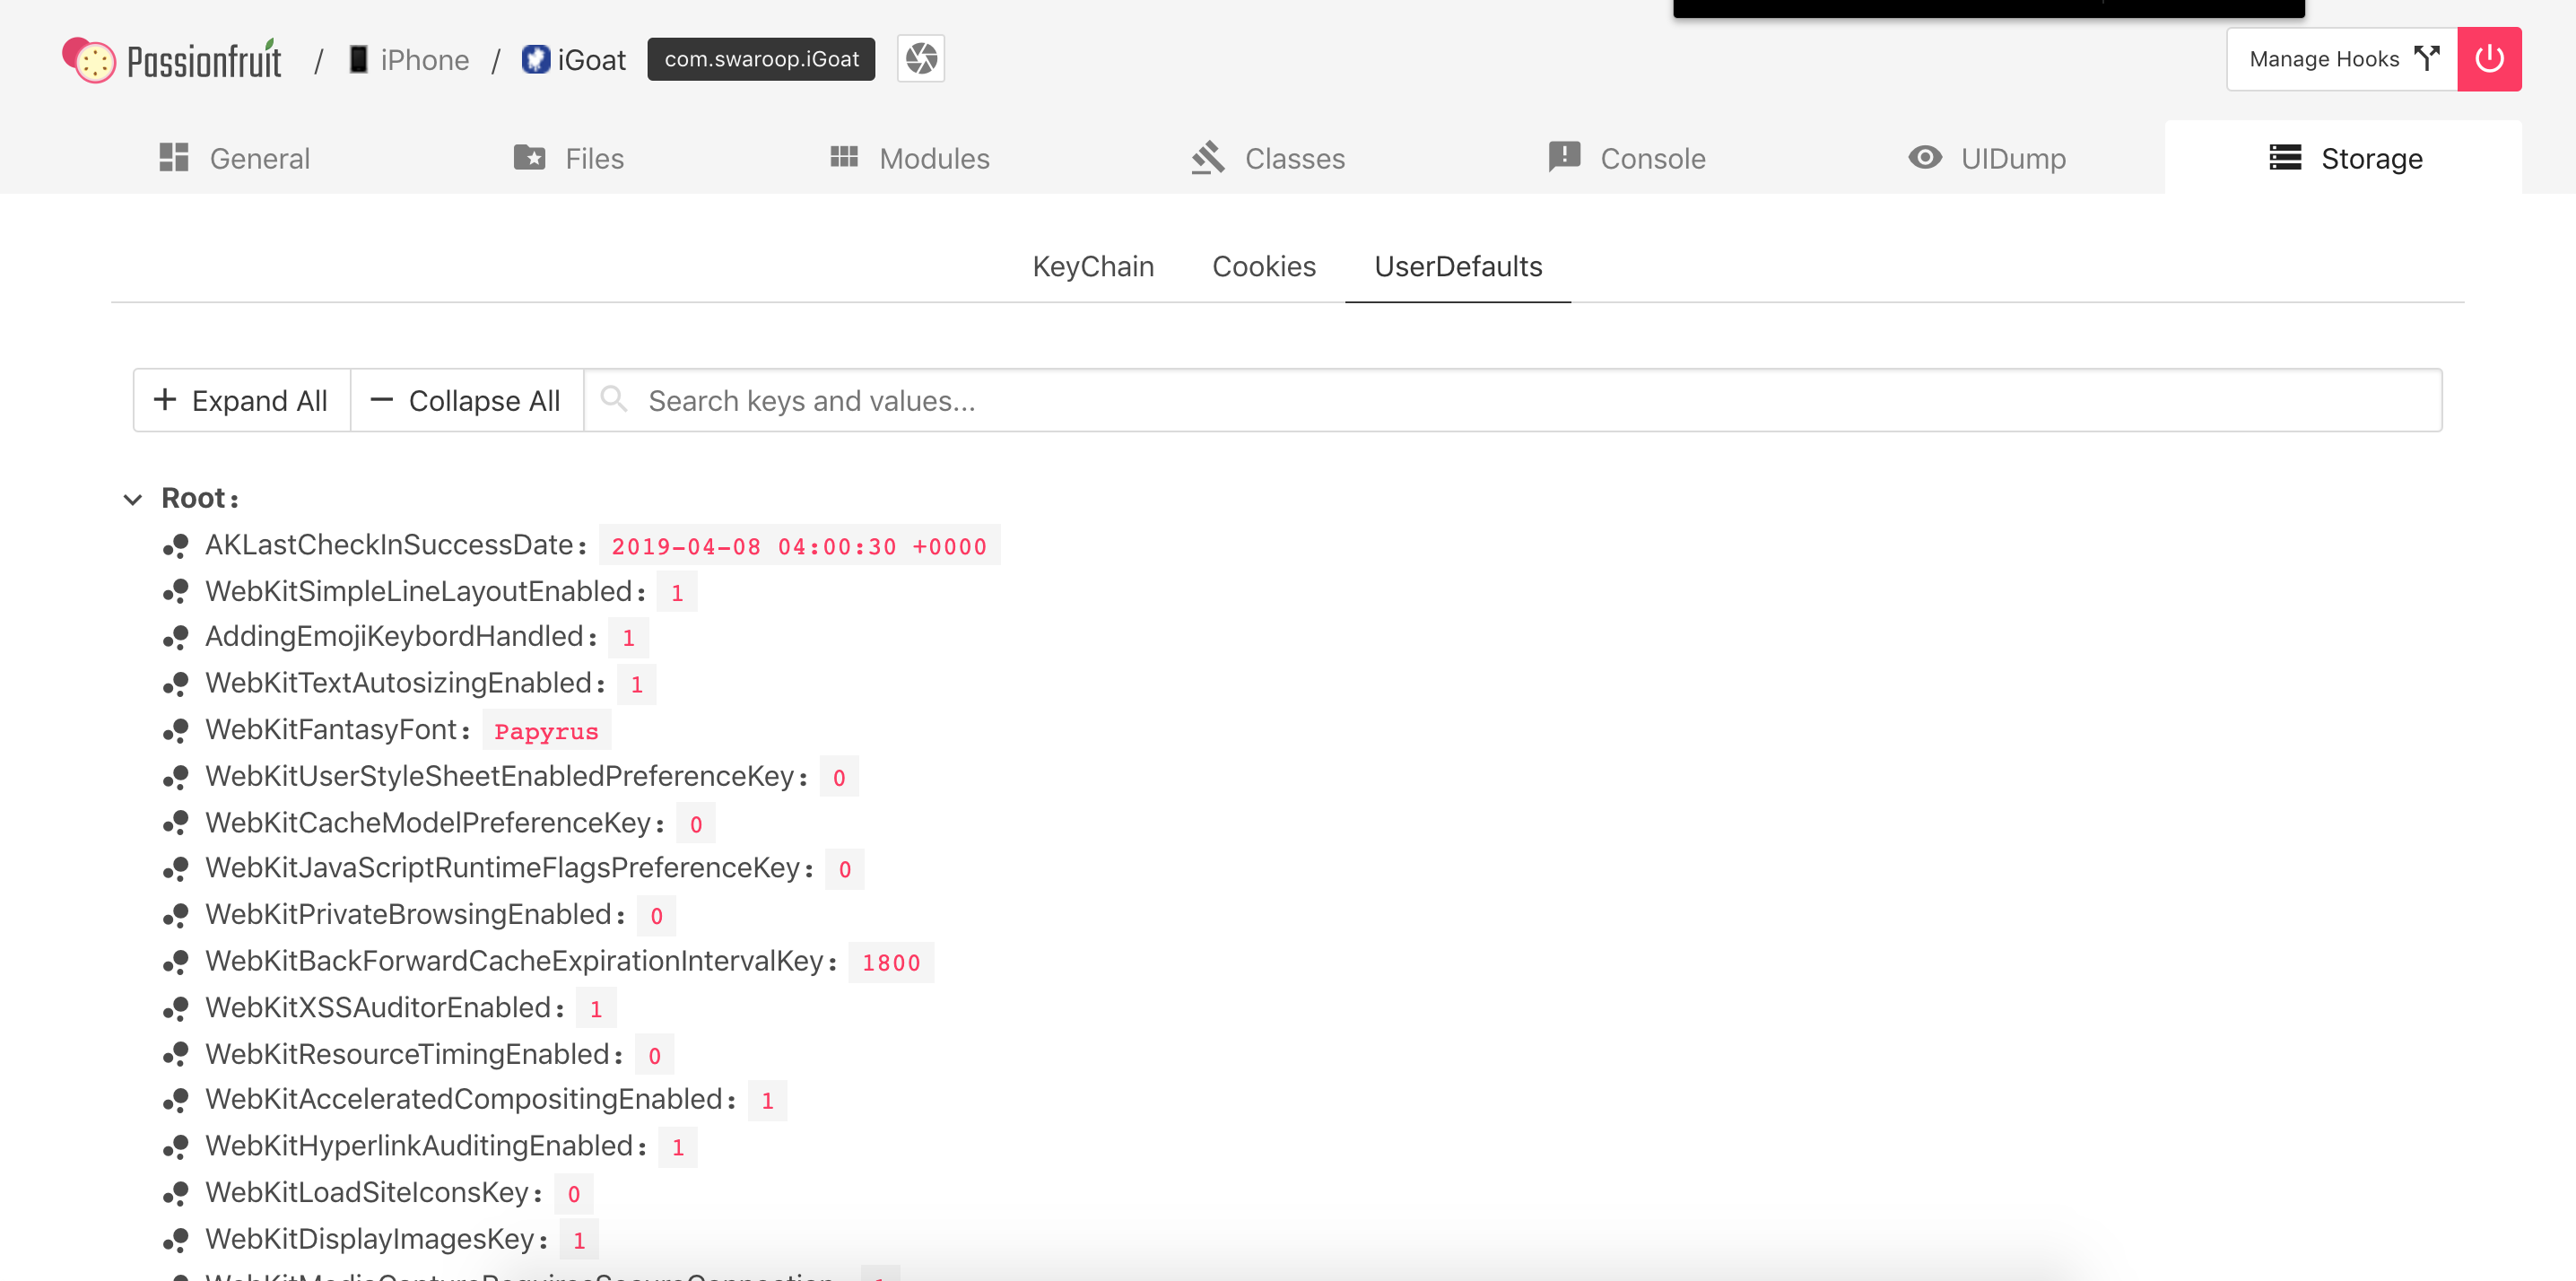 Passionfruit / iPhone / iGoat com.swaroop.iGoat Manage Hooks
General Files Modules Classes Console UIDump Storage
KeyChain Cookies UserDefaults
+ Expand All − Collapse All Search keys and values...
Root:
AKLastCheckInSuccessDate: 2019-04-08 04:00:30 +0000
WebKitSimpleLineLayoutEnabled: 1
AddingEmojiKeybordHandled: 1
WebKitTextAutosizingEnabled: 1
WebKitFantasyFont: Papyrus
WebKitUserStyleSheetEnabledPreferenceKey: 0
WebKitCacheModelPreferenceKey: 0
WebKitJavaScriptRuntimeFlagsPreferenceKey: 0
WebKitPrivateBrowsingEnabled: 0
WebKitBackForwardCacheExpirationIntervalKey: 1800
WebKitXSSAuditorEnabled: 1
WebKitResourceTimingEnabled: 0
WebKitAcceleratedCompositingEnabled: 1
WebKitHyperlinkAuditingEnabled: 1
WebKitLoadSiteIconsKey: 0
WebKitDisplayImagesKey: 1